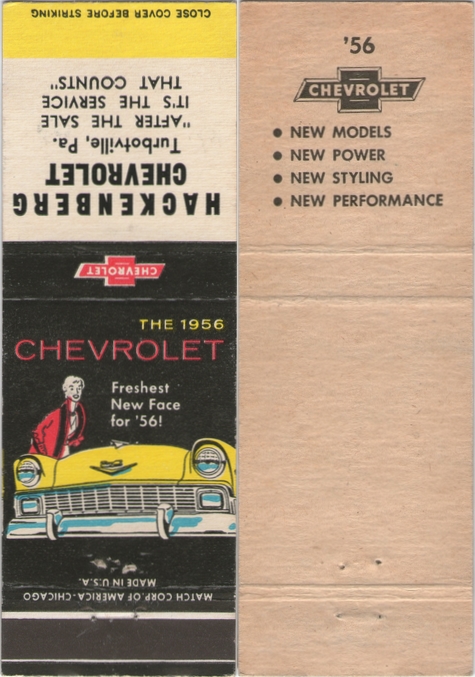 CLOSE COVER BEFORE STRIKING
HACKENBERG
CHEVROLET
Turbotville, Pa.
"AFTER THE SALE
IT'S THE SERVICE
THAT COUNTS"
CHEVROLET
THE 1956
CHEVROLET
Freshest
New Face
for '56!
MATCH CORP. OF AMERICA - CHICAGO
MADE IN U.S.A.
'56
CHEVROLET
● NEW MODELS
● NEW POWER
● NEW STYLING
● NEW PERFORMANCE